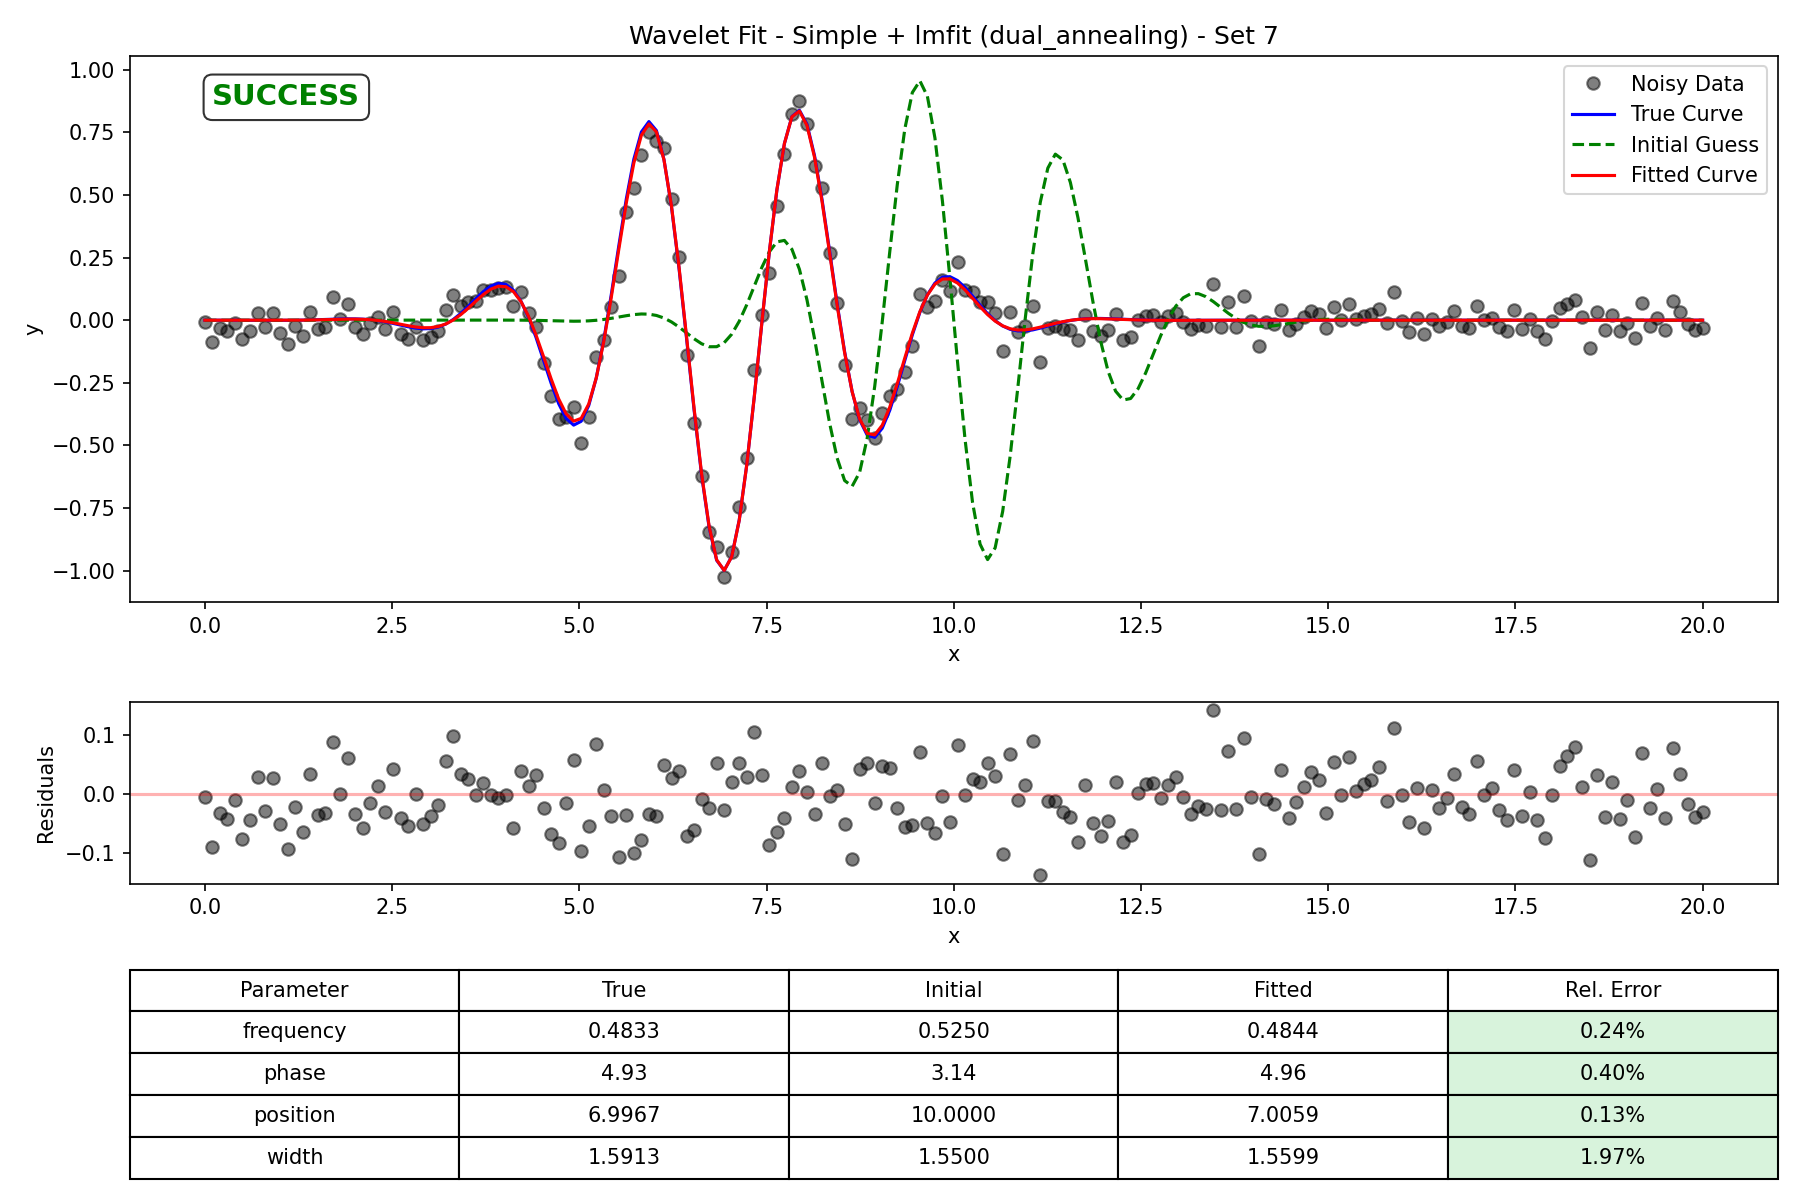 Wavelet Fit - Simple + lmfit (dual_annealing) - Set 7
SUCCESS
Noisy Data
True Curve
Initial Guess
Fitted Curve
1.00
0.75
0.50
0.25
0.00
−0.25
−0.50
−0.75
−1.00
y
0.0 2.5 5.0 7.5 10.0 12.5 15.0 17.5 20.0
x
0.1
0.0
−0.1
Residuals
0.0 2.5 5.0 7.5 10.0 12.5 15.0 17.5 20.0
x
Parameter True Initial Fitted Rel. Error
frequency 0.4833 0.5250 0.4844 0.24%
phase 4.93 3.14 4.96 0.40%
position 6.9967 10.0000 7.0059 0.13%
width 1.5913 1.5500 1.5599 1.97%